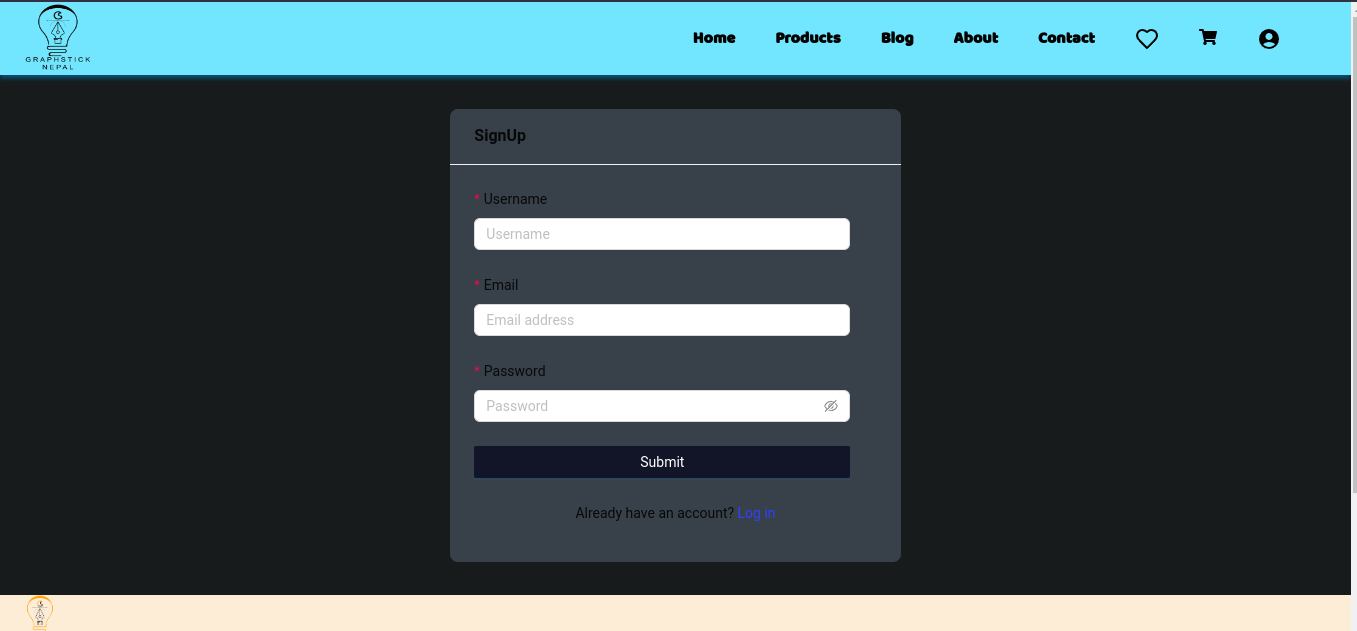 GRAPHSTICK
NEPAL
Home Products Blog About Contact
SignUp
* Username
Username
* Email
Email address
* Password
Password
Submit
Already have an account? Log in